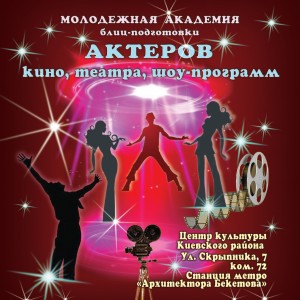 МОЛОДЕЖНАЯ АКАДЕМИЯ
блиц-подготовки
АКТЕРОВ
кино, театра, шоу-программ
Центр культуры
Киевского района
Ул. Скрыпника, 7
ком. 72
Станция метро
«Архитектора Бекетова»